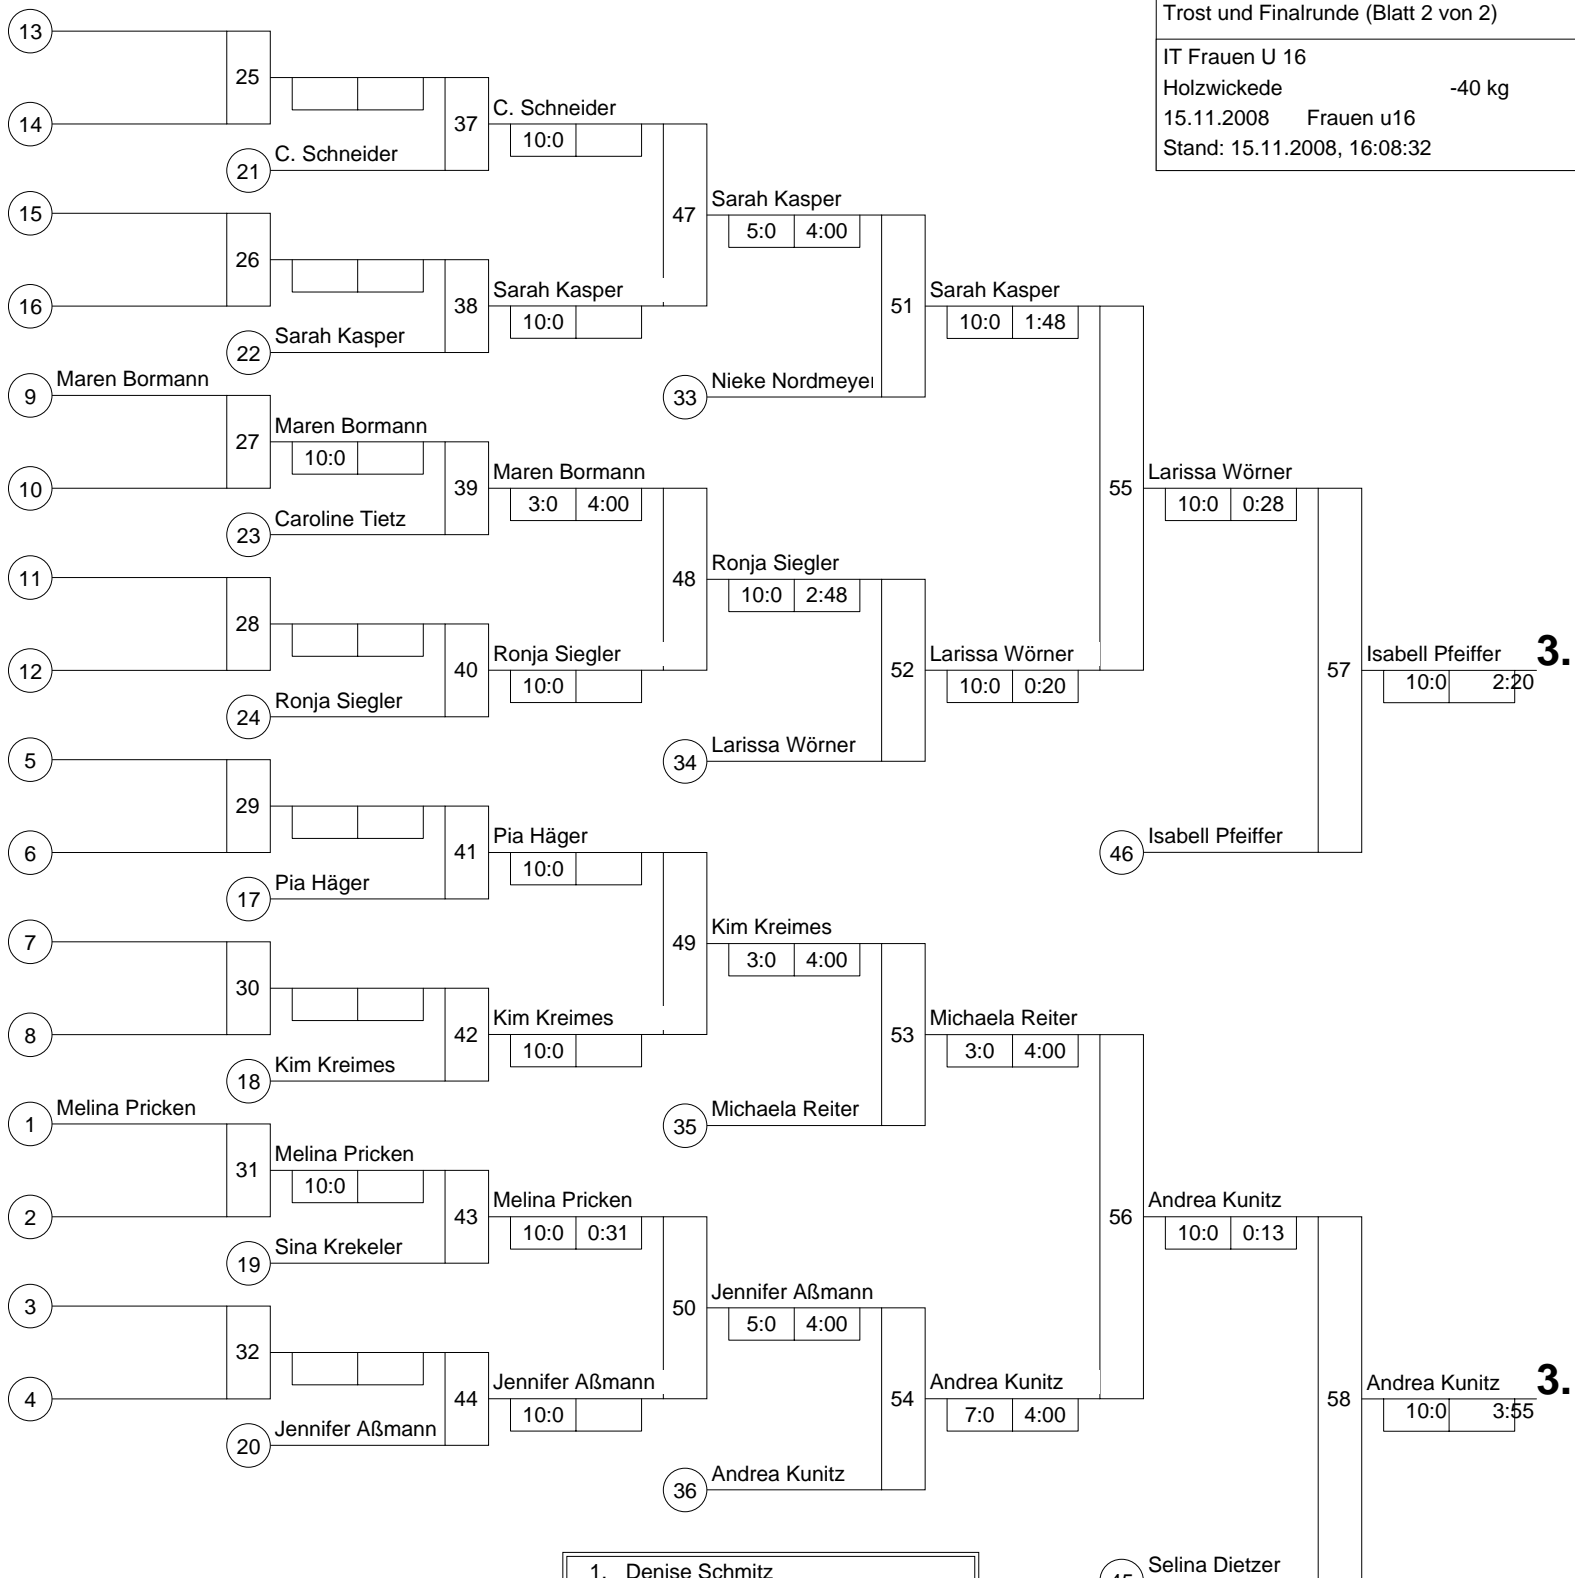 Trost und Finalrunde (Blatt 2 von 2)
IT Frauen U 16
Holzwickede -40 kg
15.11.2008 Frauen u16
Stand: 15.11.2008, 16:08:32
13
25
14
37
C. Schneider
10:0
21
C. Schneider
15
47
Sarah Kasper
5:0 4:00
26
16
38
Sarah Kasper
10:0
51
Sarah Kasper
10:0 1:48
22
Sarah Kasper
9
Maren Bormann
33
Nieke Nordmeyer
27
Maren Bormann
10:0
10
39
Maren Bormann
3:0 4:00
55
Larissa Wörner
10:0 0:28
23
Caroline Tietz
11
48
Ronja Siegler
10:0 2:48
28
12
40
Ronja Siegler
10:0
52
Larissa Wörner
10:0 0:20
57
Isabell Pfeiffer
3.
10:0 2:20
24
Ronja Siegler
5
34
Larissa Wörner
29
6
41
Pia Häger
10:0
46
Isabell Pfeiffer
17
Pia Häger
7
49
Kim Kreimes
3:0 4:00
30
8
42
Kim Kreimes
10:0
53
Michaela Reiter
3:0 4:00
18
Kim Kreimes
1
Melina Pricken
35
Michaela Reiter
31
Melina Pricken
10:0
2
43
Melina Pricken
10:0 0:31
56
Andrea Kunitz
10:0 0:13
19
Sina Krekeler
3
50
Jennifer Aßmann
5:0 4:00
32
4
44
Jennifer Aßmann
10:0
54
Andrea Kunitz
7:0 4:00
58
Andrea Kunitz
3.
10:0 3:55
20
Jennifer Aßmann
36
Andrea Kunitz
1. Denise Schmitz
45
Selina Dietzer